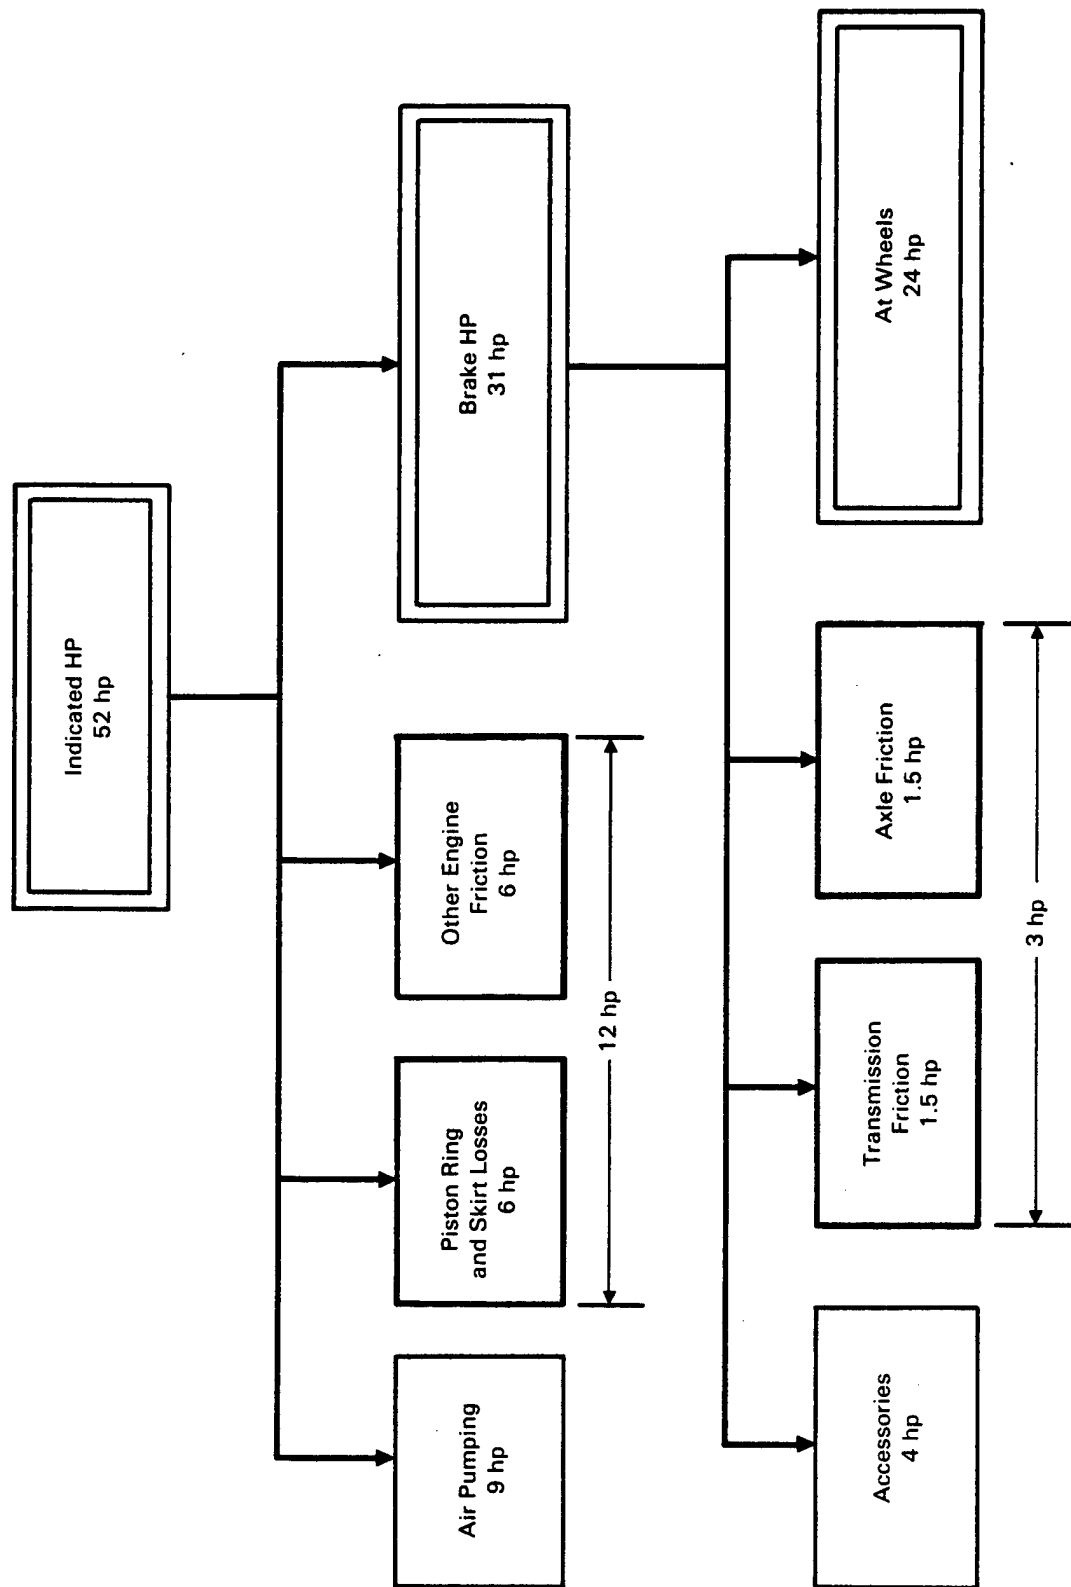 Indicated HP
52 hp
Air Pumping
9 hp
Piston Ring
and Skirt Losses
6 hp
Other Engine
Friction
6 hp
Brake HP
31 hp
12 hp
Accessories
4 hp
Transmission
Friction
1.5 hp
Axle Friction
1.5 hp
At Wheels
24 hp
3 hp